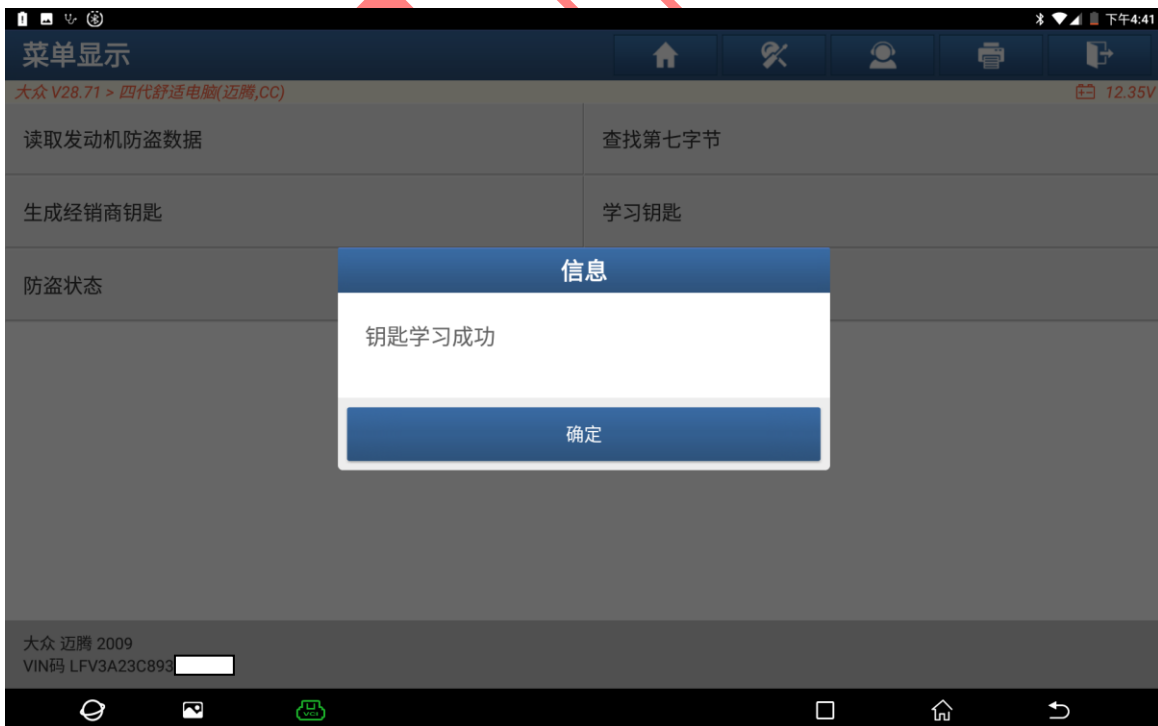 下午4:41
菜单显示
大众 V28.71 > 四代舒适电脑(迈腾,CC)
12.35V
读取发动机防盗数据
查找第七字节
生成经销商钥匙
学习钥匙
防盗状态
信息
钥匙学习成功
确定
大众 迈腾 2009
VIN码 LFV3A23C893
VCI